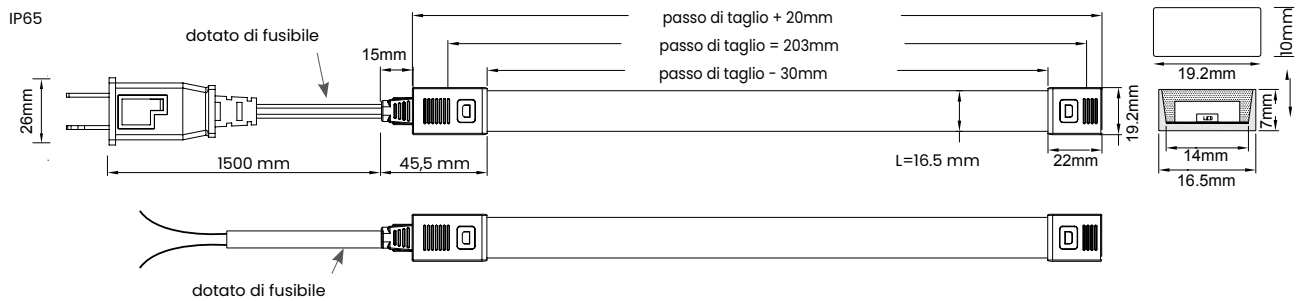 IP65
passo di taglio + 20mm
dotato di fusibile
15mm
passo di taglio = 203mm
passo di taglio - 30mm
26mm
1500 mm
45,5 mm
L=16.5 mm
22mm
19.2mm
10mm
19.2mm
LED
7mm
14mm
16.5mm
dotato di fusibile